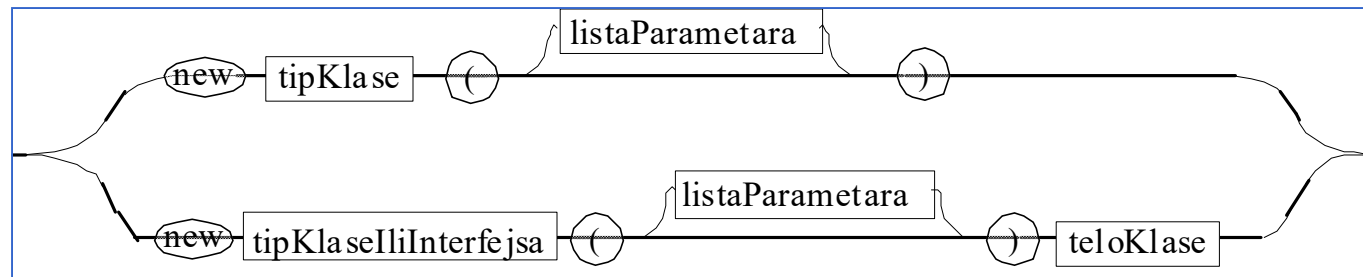 listaParametara
new tipKlase ( )
listaParametara
new tipKlaseIliInterfejsa ( ) teloKlase